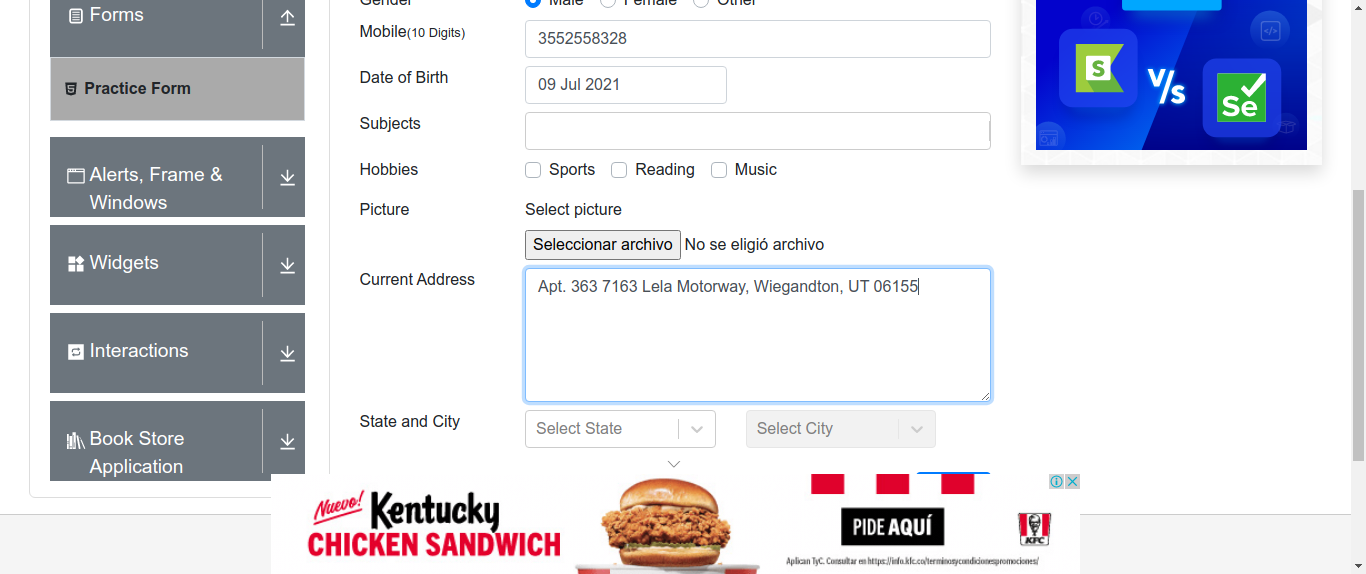 Forms
Practice Form
Alerts, Frame &
Windows
Widgets
Interactions
Book Store
Application
Gender
Male Female Other
Mobile(10 Digits)
3552558328
Date of Birth
09 Jul 2021
Subjects
Hobbies
Sports Reading Music
Picture
Select picture
Seleccionar archivo No se eligió archivo
Current Address
Apt. 363 7163 Lela Motorway, Wiegandton, UT 06155
State and City
Select State
Select City
S
V/s
Se
Nuevo!
Kentucky
CHICKEN SANDWICH
PIDE AQUÍ
KFC
Aplican TyC. Consultar en https://info.kfc.co/terminosycondicionespromociones/